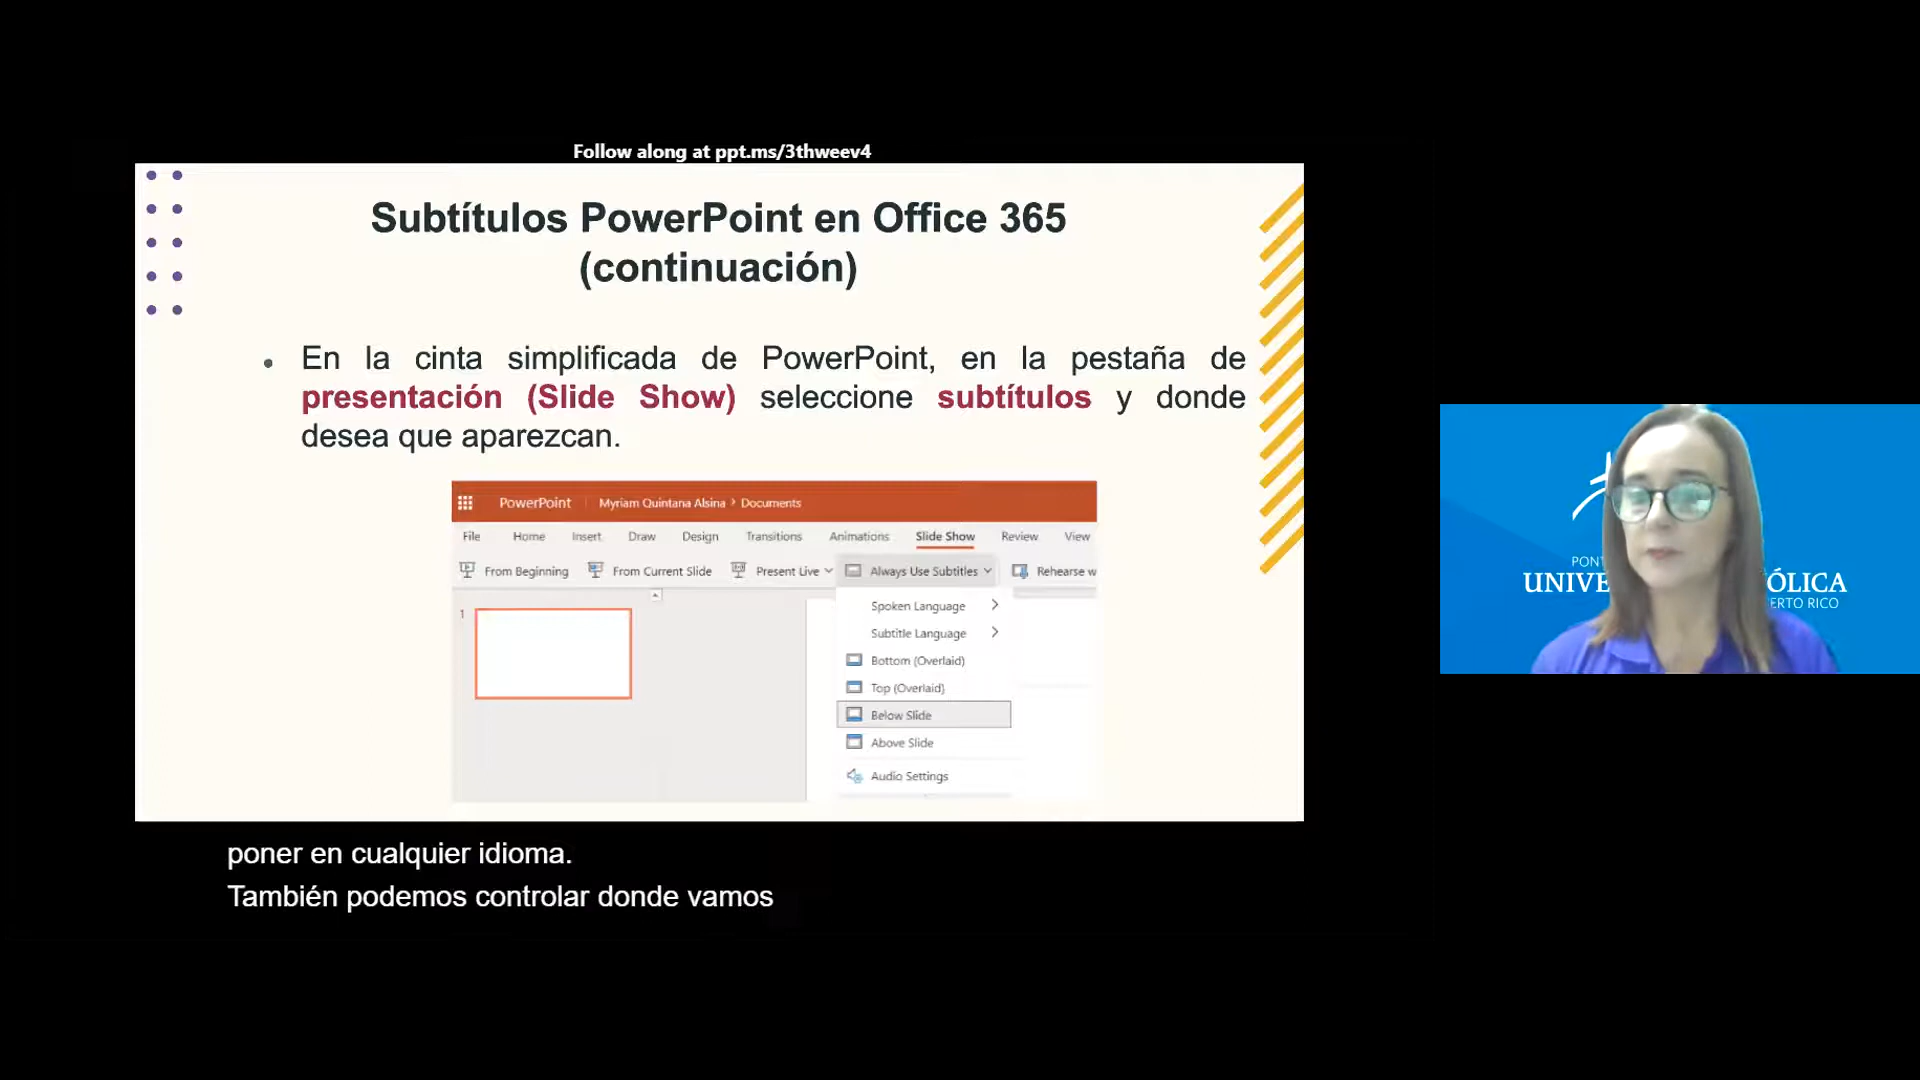 Follow along at ppt.ms/3thweev4
Subtítulos PowerPoint en Office 365
(continuación)
• En la cinta simplificada de PowerPoint, en la pestaña de
presentación (Slide Show) seleccione subtítulos y donde
desea que aparezcan.
PowerPoint Myriam Quintana Alsina > Documents
File Home Insert Draw Design Transitions Animations Slide Show Review View
From Beginning From Current Slide Present Live Always Use Subtitles Rehearse w
1
Spoken Language
Subtitle Language
Bottom (Overlaid)
Top (Overlaid)
Below Slide
Above Slide
Audio Settings
poner en cualquier idioma.
También podemos controlar donde vamos
PONT
UNIVE ÓLICA
ERTO RICO